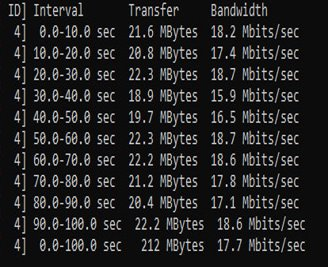 ID] Interval Transfer Bandwidth
4] 0.0-10.0 sec 21.6 MBytes 18.2 Mbits/sec
4] 10.0-20.0 sec 20.8 MBytes 17.4 Mbits/sec
4] 20.0-30.0 sec 22.3 MBytes 18.7 Mbits/sec
4] 30.0-40.0 sec 18.9 MBytes 15.9 Mbits/sec
4] 40.0-50.0 sec 19.7 MBytes 16.5 Mbits/sec
4] 50.0-60.0 sec 22.3 MBytes 18.7 Mbits/sec
4] 60.0-70.0 sec 22.2 MBytes 18.6 Mbits/sec
4] 70.0-80.0 sec 21.2 MBytes 17.8 Mbits/sec
4] 80.0-90.0 sec 20.4 MBytes 17.1 Mbits/sec
4] 90.0-100.0 sec 22.2 MBytes 18.6 Mbits/sec
4] 0.0-100.0 sec 212 MBytes 17.7 Mbits/sec